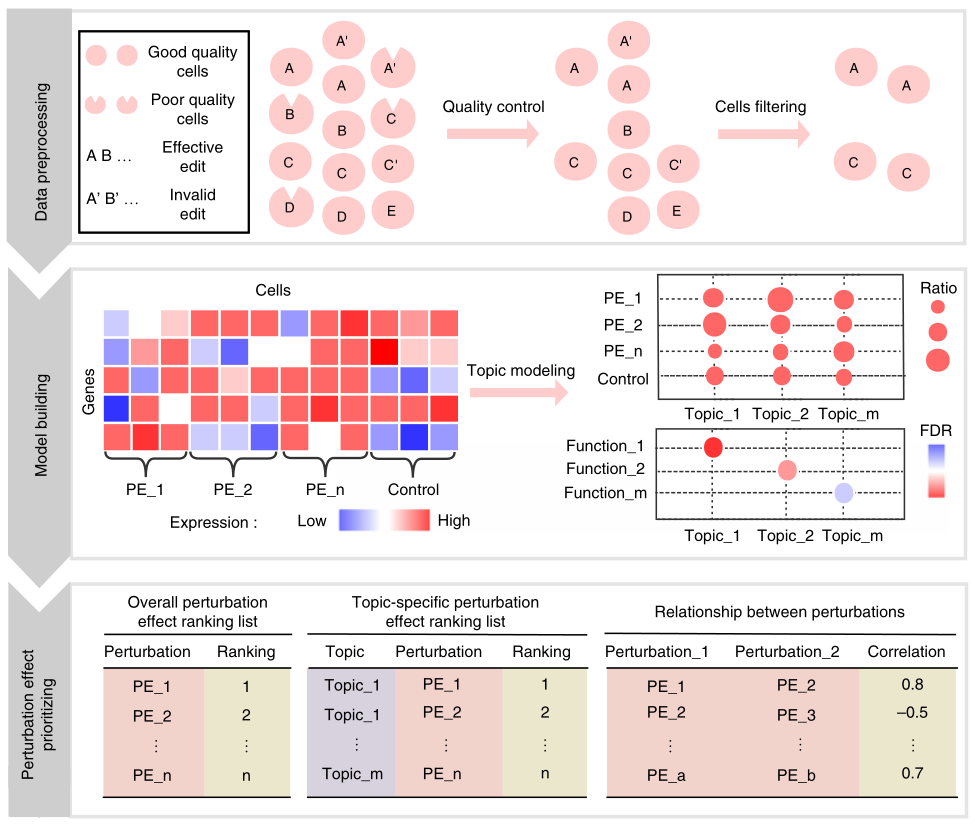 Data preprocessing
Good quality
cells
Poor quality
cells
A B ...
Effective
edit
A' B' ...
Invalid
edit
A
B
C
D
A'
A
B
C
D
A'
C
C'
E
Quality control
A
C
A'
A
B
C
D
C'
E
Cells filtering
A
A
C
C
Model building
Cells
Genes
PE_1
PE_2
PE_n
Control
Expression :
Low
High
Topic modeling
PE_1
PE_2
PE_n
Control
Topic_1
Topic_2
Topic_m
Ratio
Function_1
Function_2
Function_m
Topic_1
Topic_2
Topic_m
FDR
Perturbation effect
prioritizing
Overall perturbation
effect ranking list
Perturbation Ranking
PE_1 1
PE_2 2
⋮ ⋮
PE_n n
Topic-specific perturbation
effect ranking list
Topic Perturbation Ranking
Topic_1 PE_1 1
Topic_1 PE_2 2
⋮ ⋮ ⋮
Topic_m PE_n n
Relationship between perturbations
Perturbation_1 Perturbation_2 Correlation
PE_1 PE_2 0.8
PE_2 PE_3 –0.5
⋮ ⋮ ⋮
PE_a PE_b 0.7